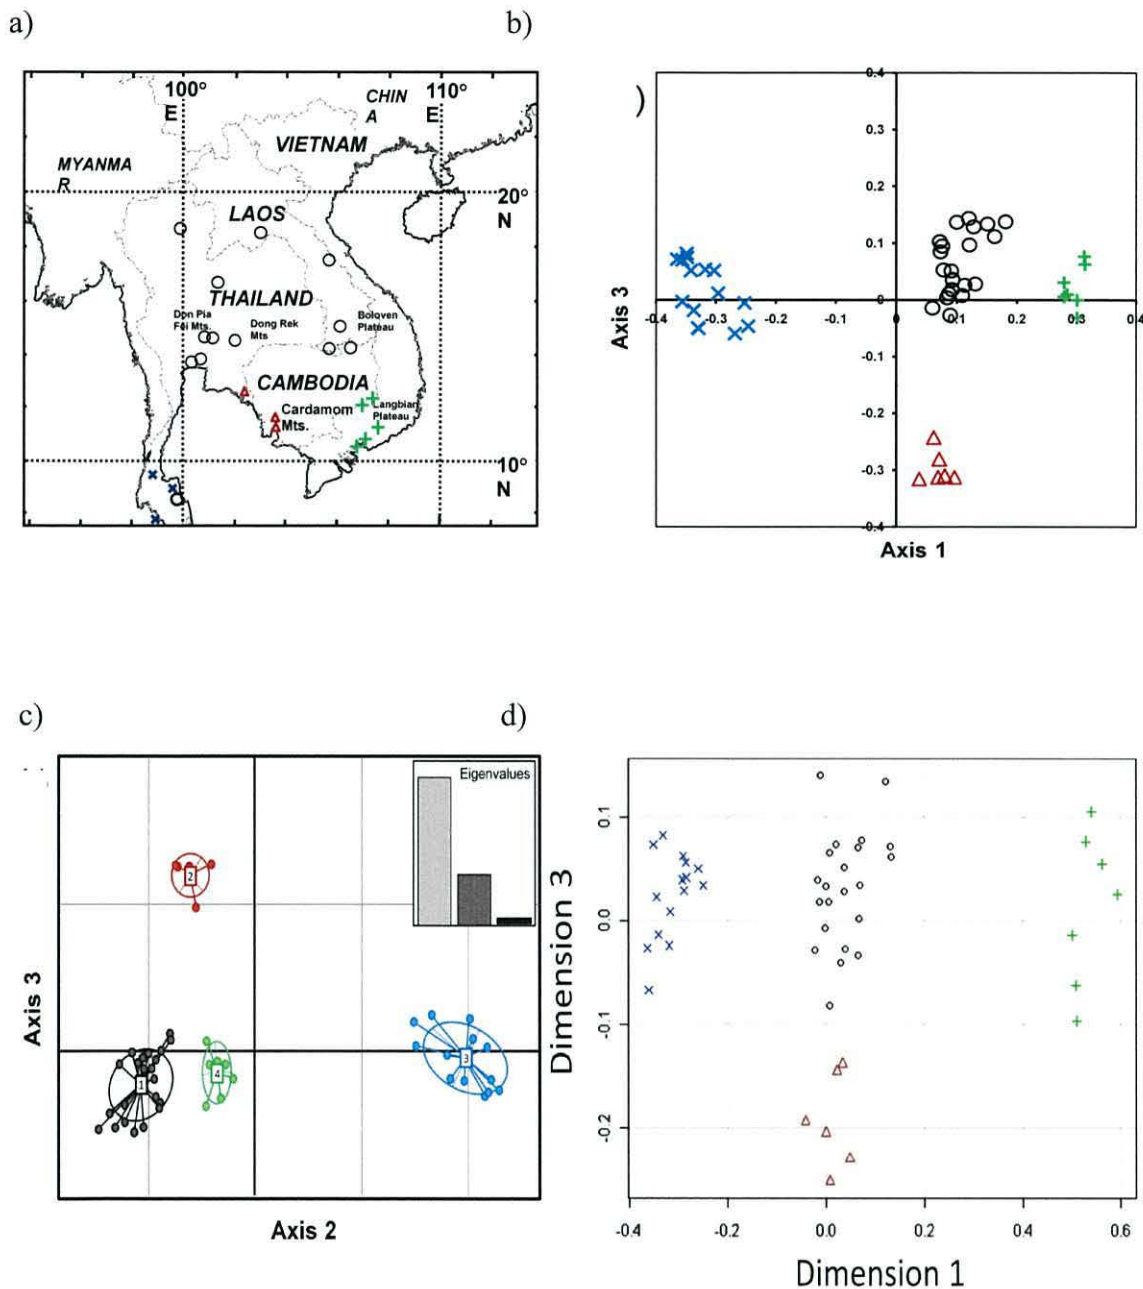 a)
b)
100°
E
110°
E
CHIN
A
VIETNAM
MYANMA
R
20°
N
LAOS
THAILAND
Don Pia
Fei Mts.
Dong Rek
Mts
Boloven
Plateau
CAMBODIA
Cardamom
Mts.
Langbian
Plateau
10°
N
)
0.4
0.3
0.2
0.1
0
-0.1
-0.2
-0.3
-0.4
-0.4
-0.3
-0.2
-0.1
0
0.1
0.2
0.3
0.4
Axis 3
Axis 1
c)
d)
Eigenvalues
2
1
4
3
Axis 3
Axis 2
0.1
0.0
-0.1
-0.2
-0.4
-0.2
0.0
0.2
0.4
0.6
Dimension 3
Dimension 1